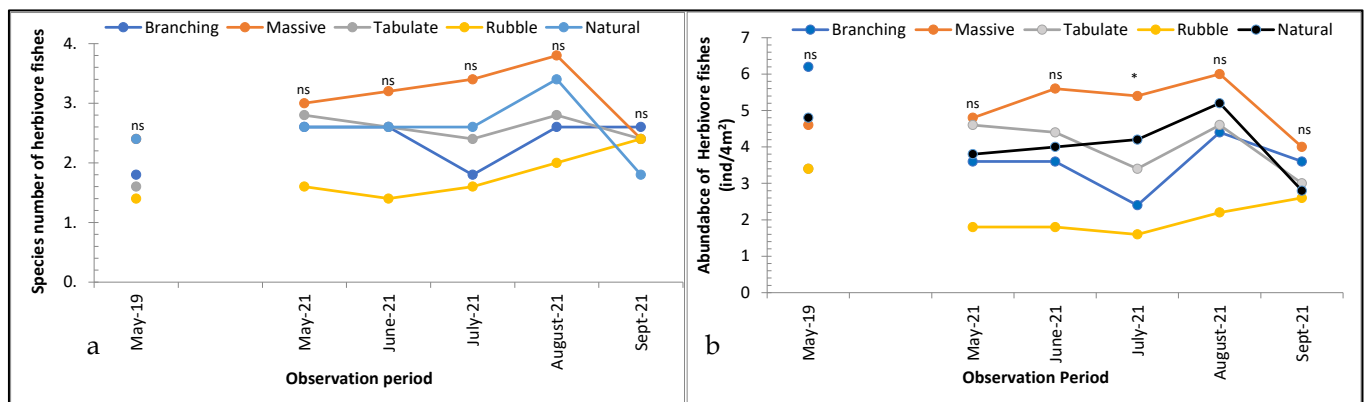 Branching Massive Tabulate Rubble Natural
4.
3.
2.
1.
0.
Species number of herbivore fishes
ns
ns
ns
ns
ns
ns
May-19
May-21
June-21
July-21
August-21
Sept-21
a
Observation period
Branching Massive Tabulate Rubble Natural
7
6
5
4
3
2
1
0
Abundabce of Herbivore fishes
(ind/4m²)
ns
ns
ns
*
ns
ns
May-19
May-21
June-21
July-21
August-21
Sept-21
b
Observation Period